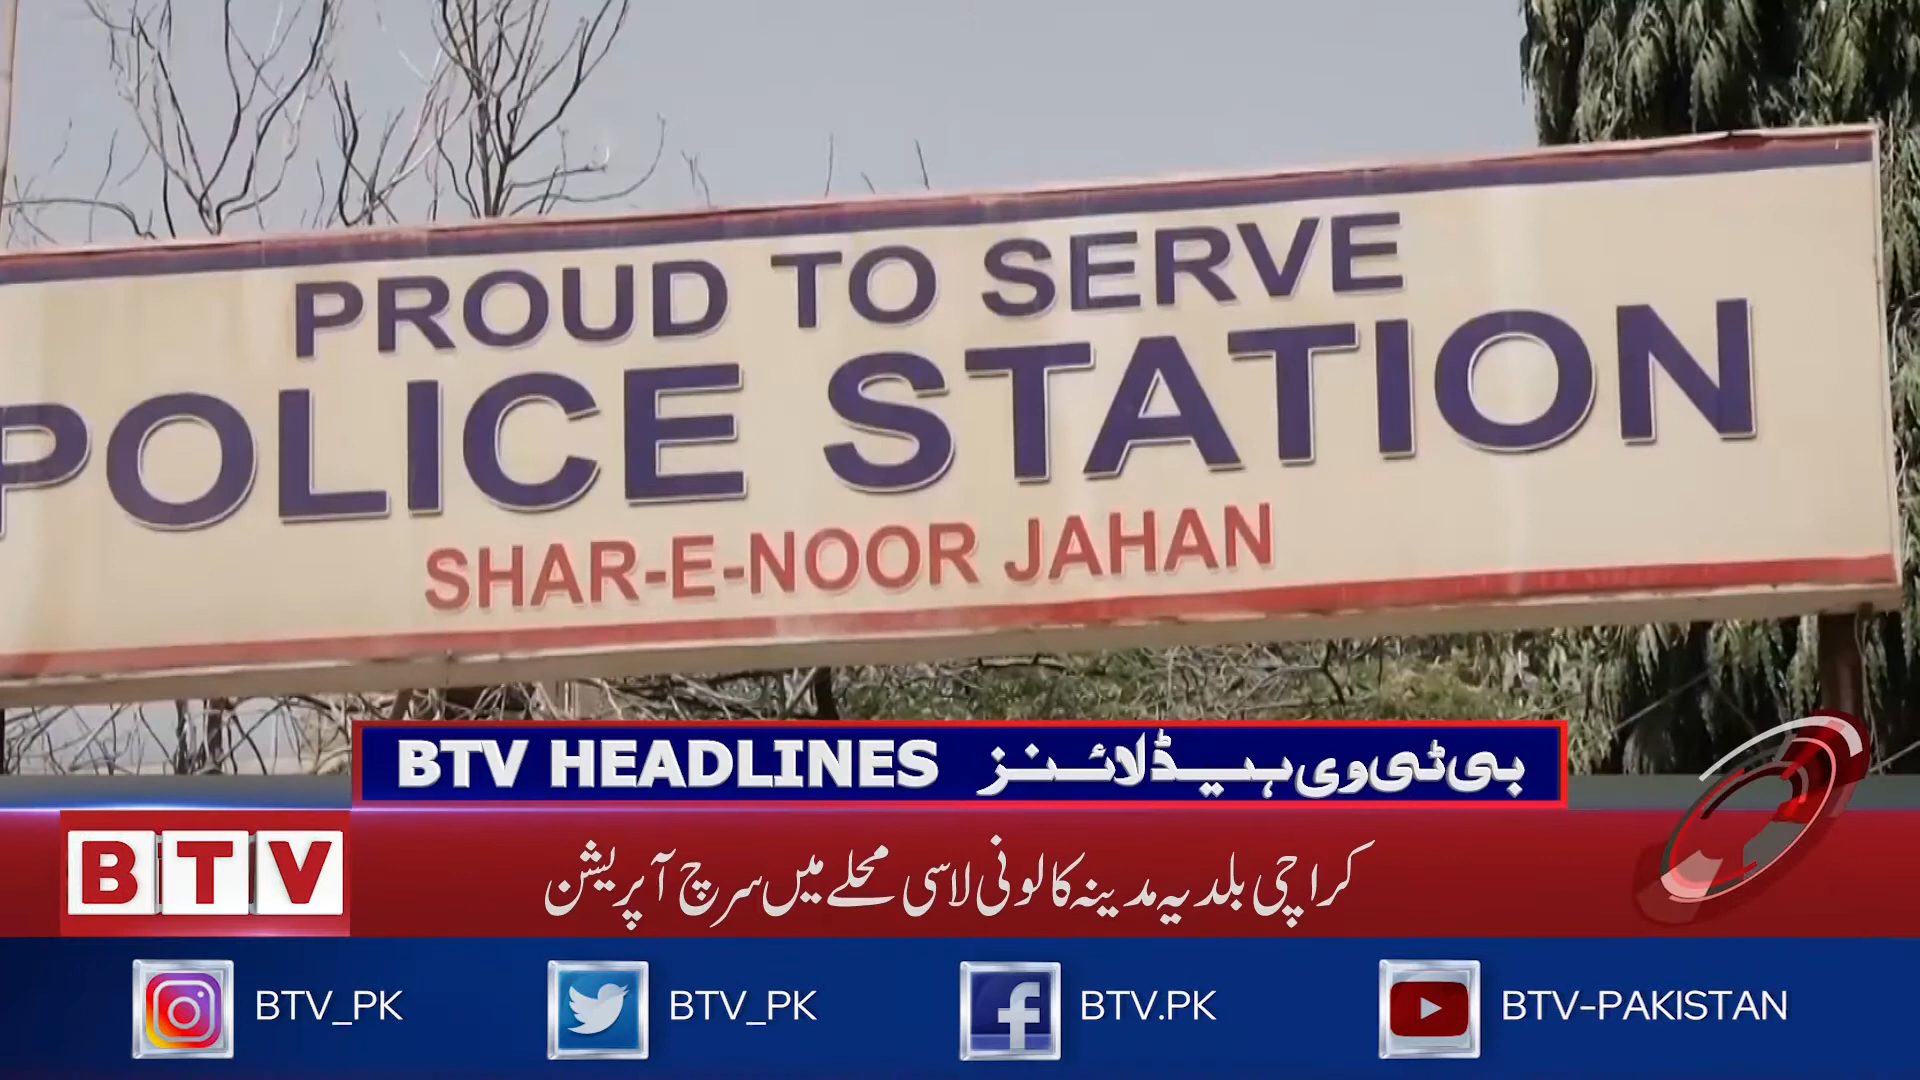 PROUD TO SERVE
POLICE STATION
SHAR-E-NOOR JAHAN
BTV HEADLINES بی ٹی وی ہیڈلائنز
BTV
کراچی بلدیہ مدینہ کالونی لاسی محلے میں سرچ آپریشن
BTV_PK
BTV_PK
BTV.PK
BTV-PAKISTAN